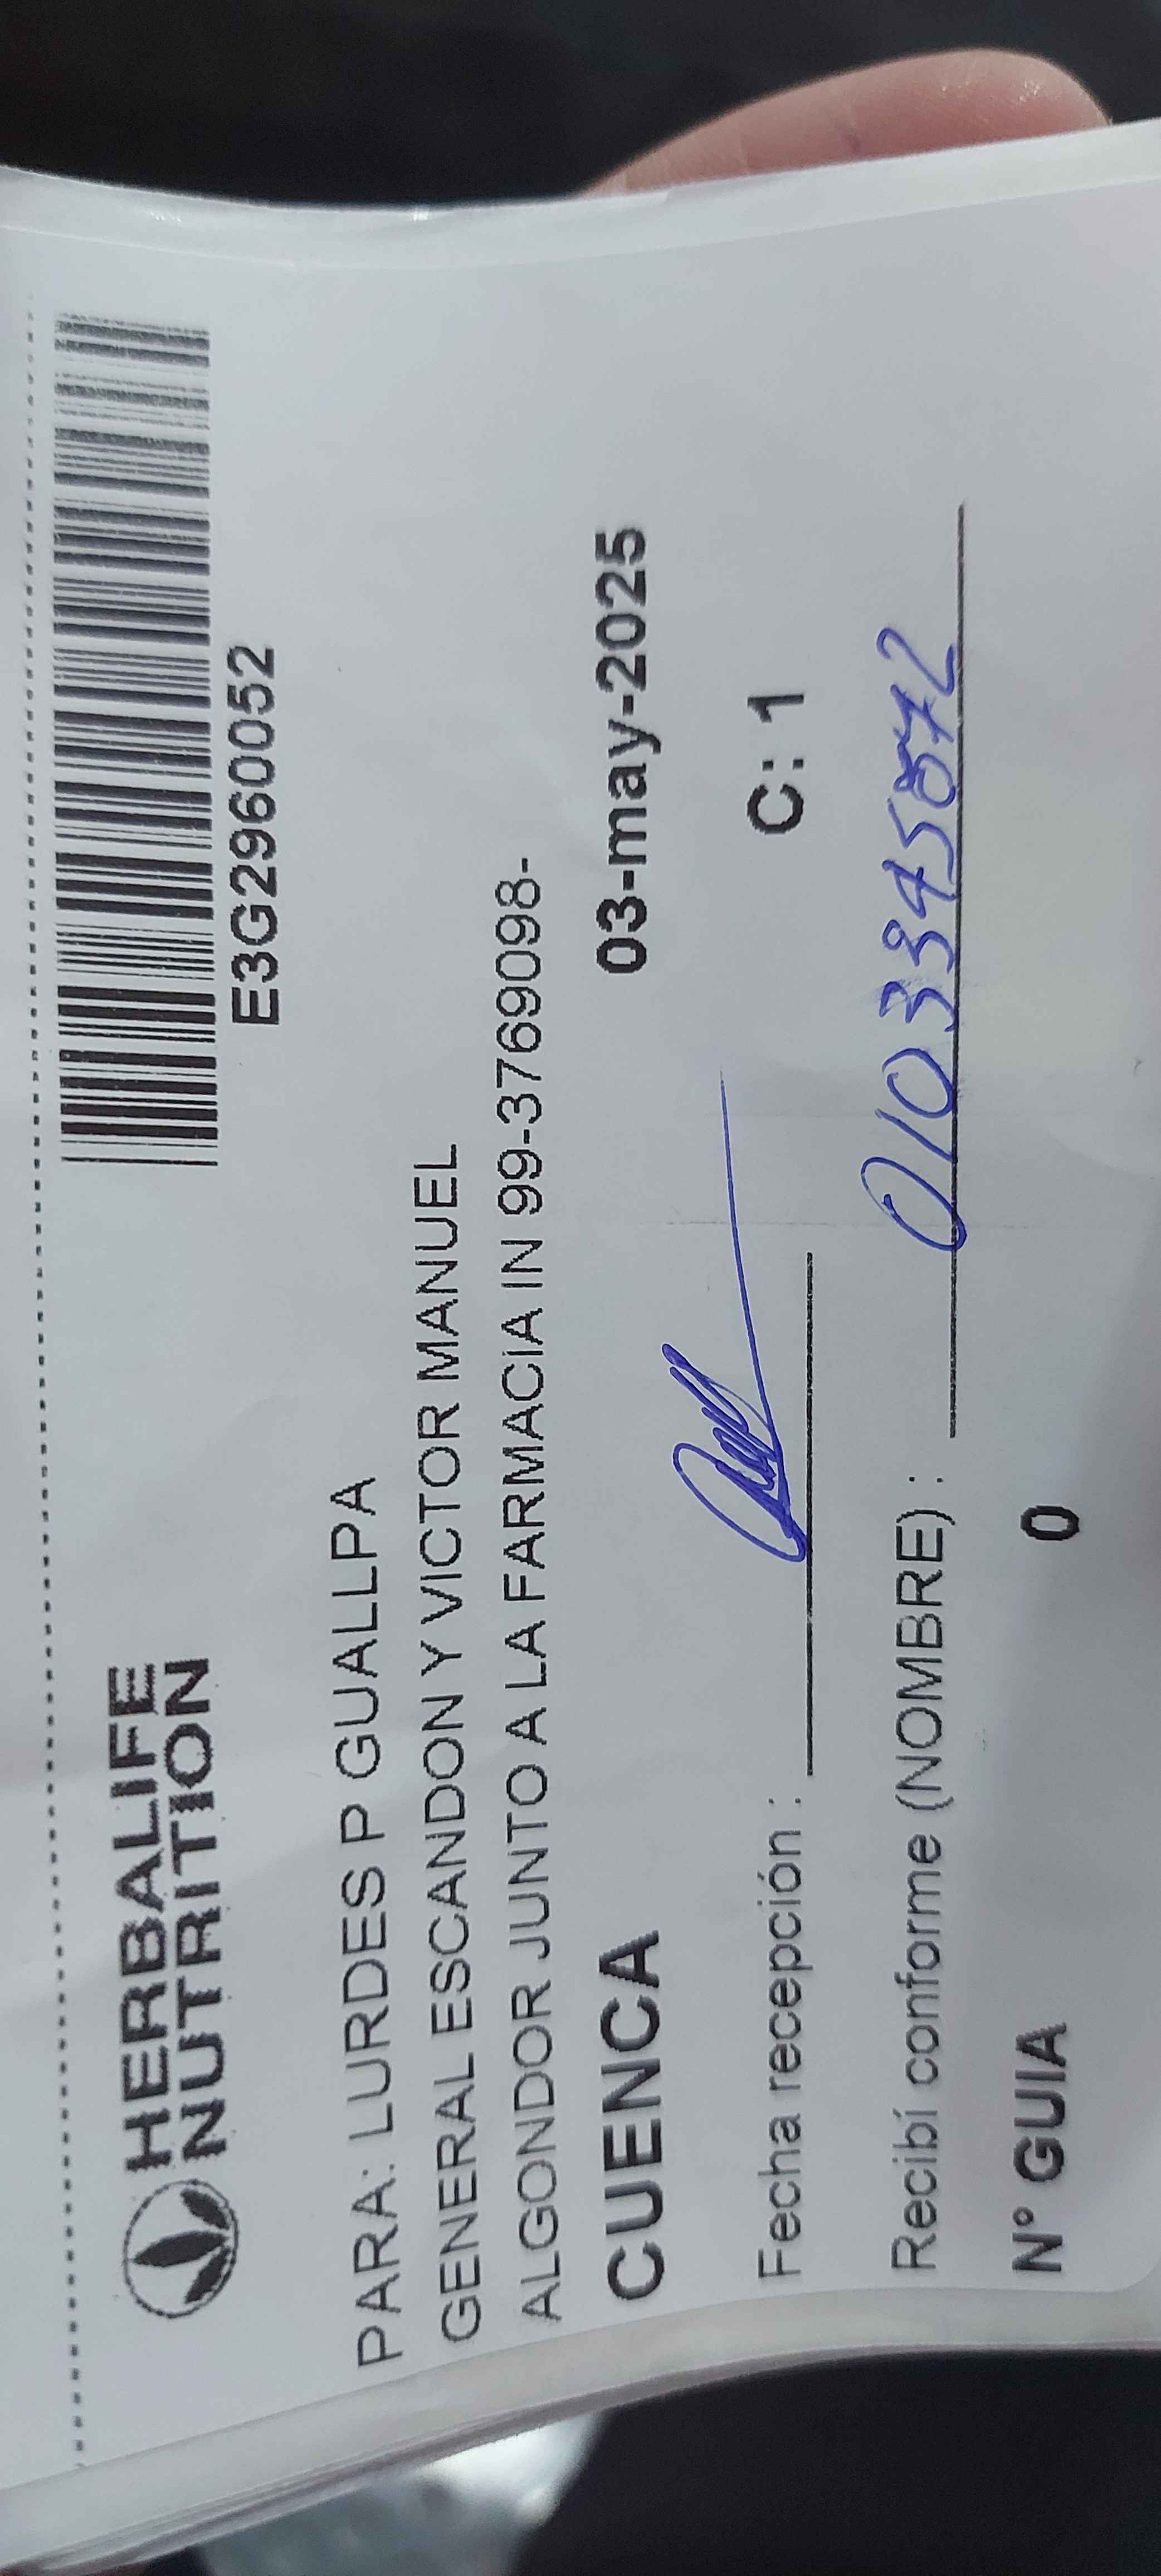 HERBALIFE
NUTRITION
E3G2960052
PARA: LURDES P GUALLPA
GENERAL ESCANDON Y VICTOR MANUEL
ALGONDOR JUNTO A LA FARMACIA IN 99-3769098-
CUENCA 03-may-2025
Fecha recepción : C: 1
Recibí conforme (NOMBRE) :
N° GUIA 0